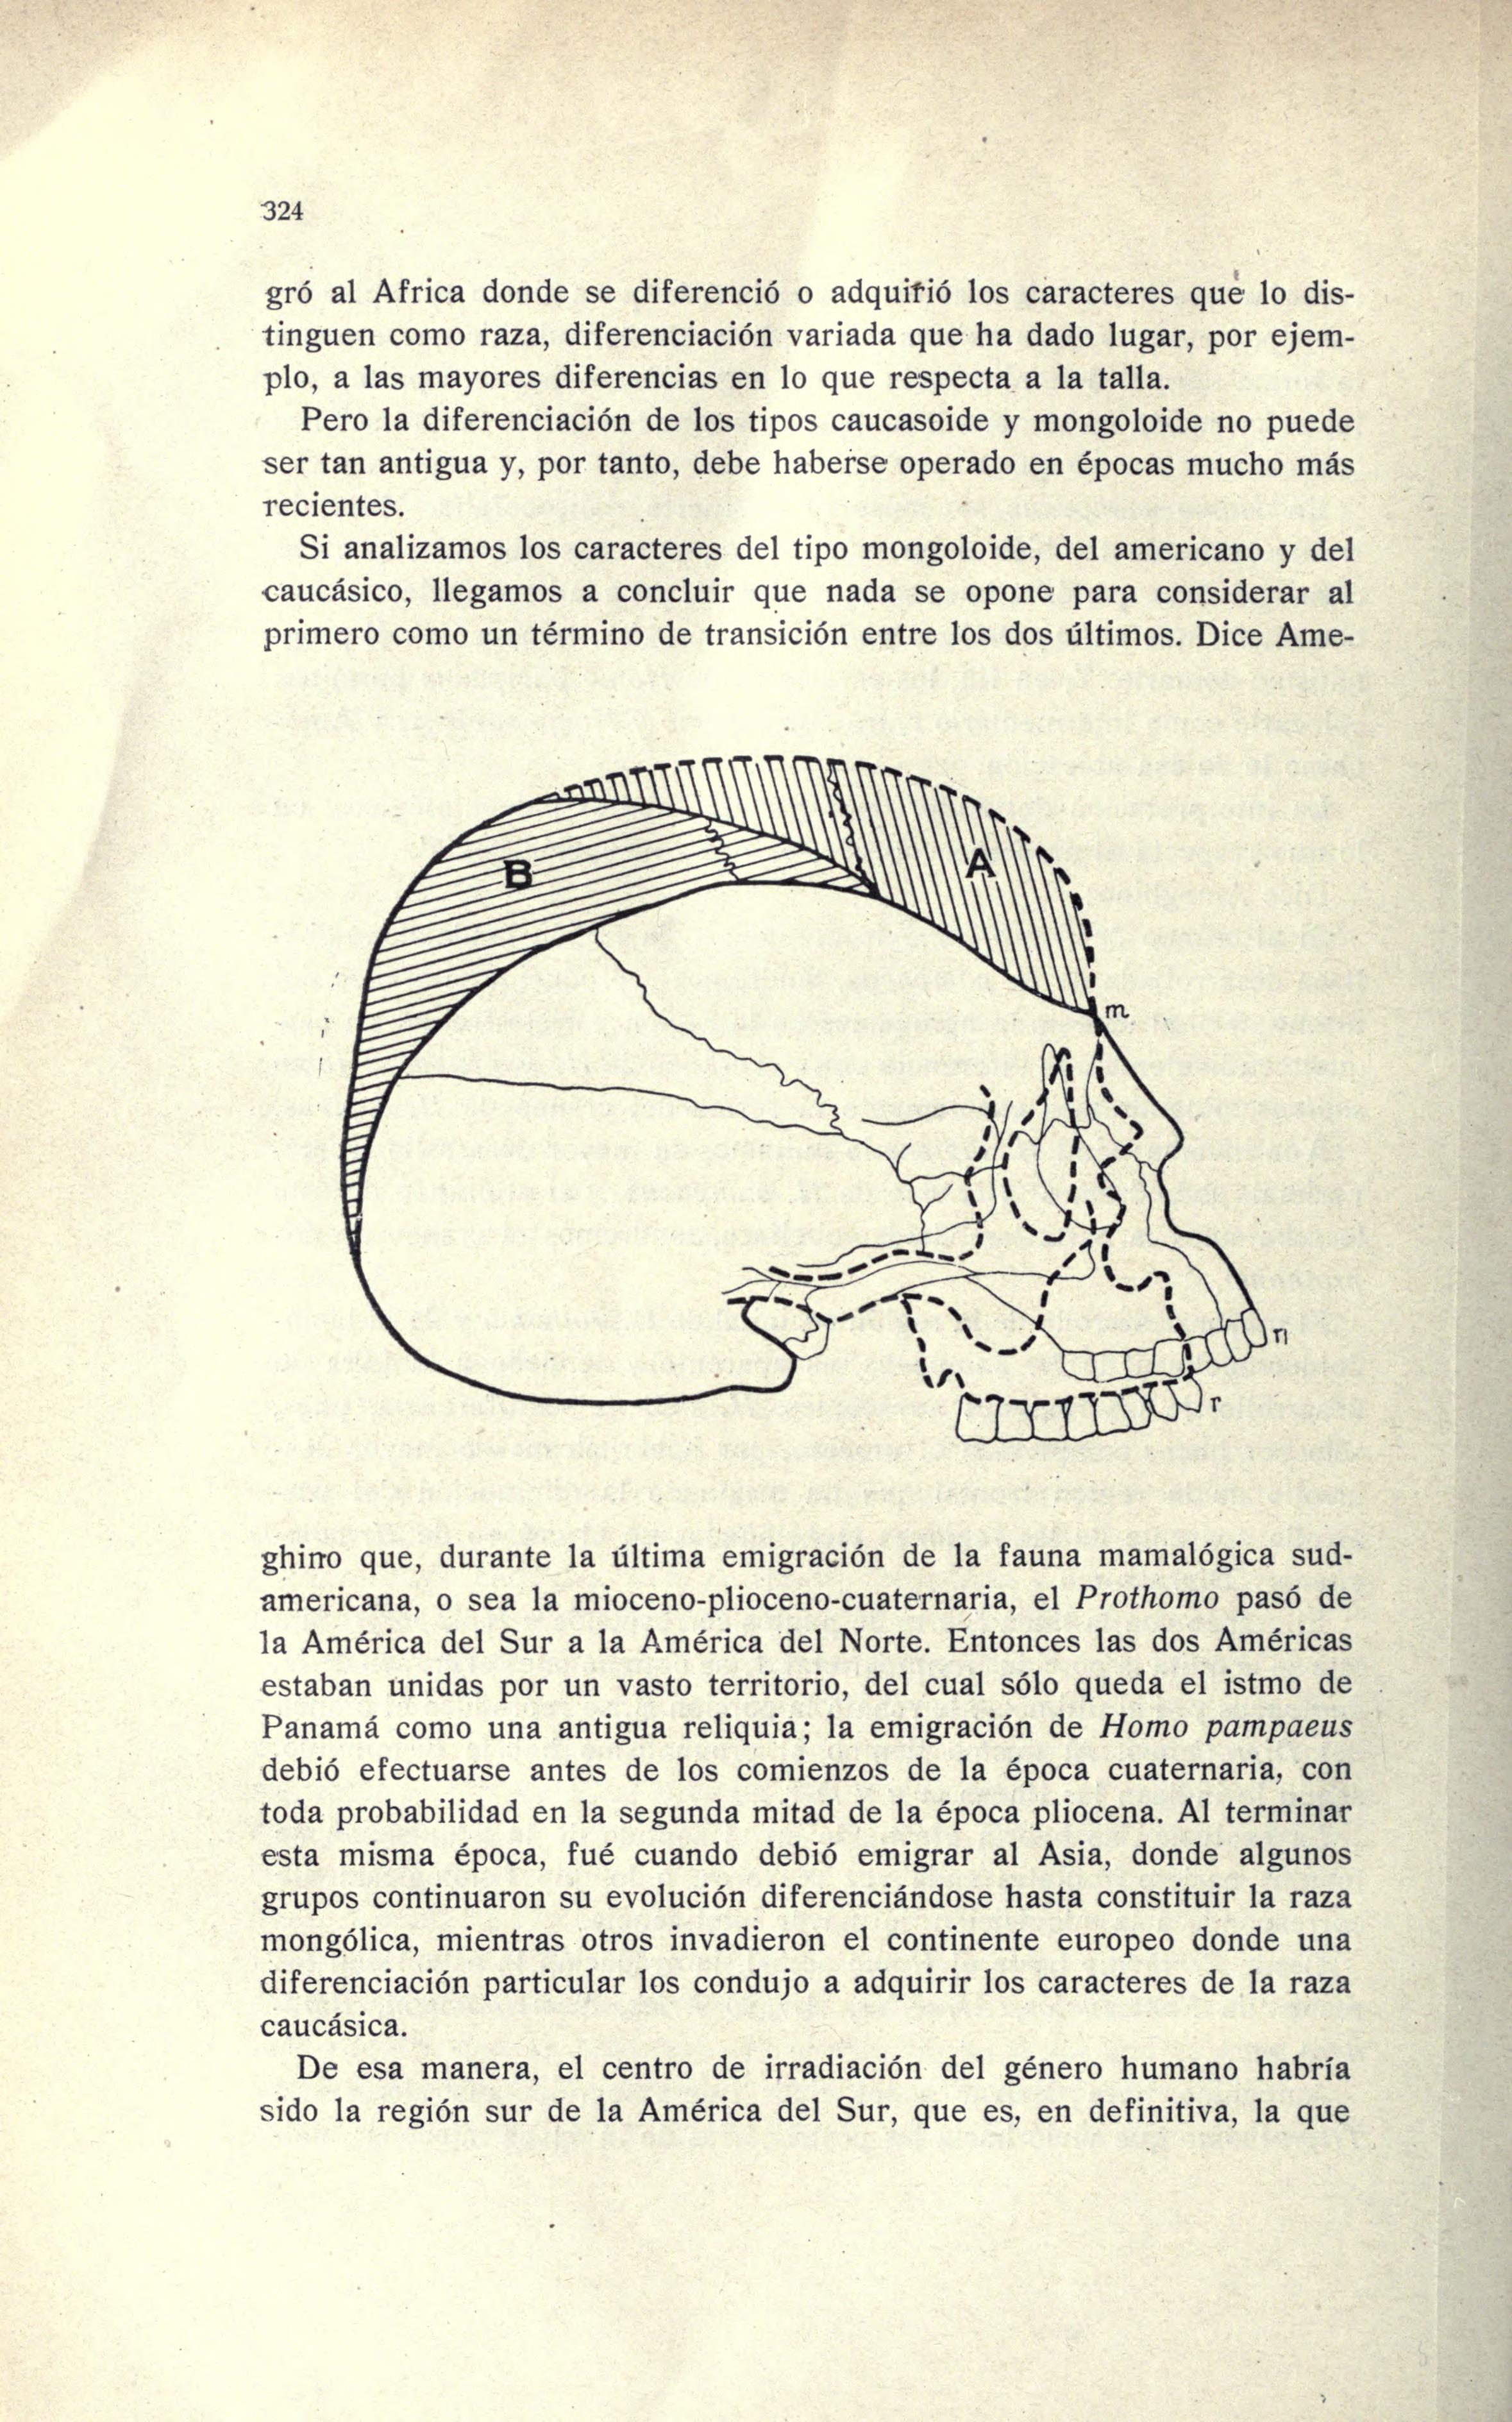 324
gró al Africa donde se diferenció o adquirió los caracteres que lo dis-
tinguen como raza, diferenciación variada que ha dado lugar, por ejem-
plo, a las mayores diferencias en lo que respecta a la talla.
Pero la diferenciación de los tipos caucasoide y mongoloide no puede
ser tan antigua y, por tanto, debe haberse operado en épocas mucho más
recientes.
Si analizamos los caracteres del tipo mongoloide, del americano y del
caucásico, llegamos a concluir que nada se opone para considerar al
primero como un término de transición entre los dos últimos. Dice Ame-
B
A
m
n
r
ghino que, durante la última emigración de la fauna mamalógica sud-
americana, o sea la mioceno-plioceno-cuaternaria, el Prothomo pasó de
la América del Sur a la América del Norte. Entonces las dos Américas
estaban unidas por un vasto territorio, del cual sólo queda el istmo de
Panamá como una antigua reliquia; la emigración de Homo pampaeus
debió efectuarse antes de los comienzos de la época cuaternaria, con
toda probabilidad en la segunda mitad de la época pliocena. Al terminar
esta misma época, fué cuando debió emigrar al Asia, donde algunos
grupos continuaron su evolución diferenciándose hasta constituir la raza
mongólica, mientras otros invadieron el continente europeo donde una
diferenciación particular los condujo a adquirir los caracteres de la raza
caucásica.
De esa manera, el centro de irradiación del género humano habría
sido la región sur de la América del Sur, que es, en definitiva, la que